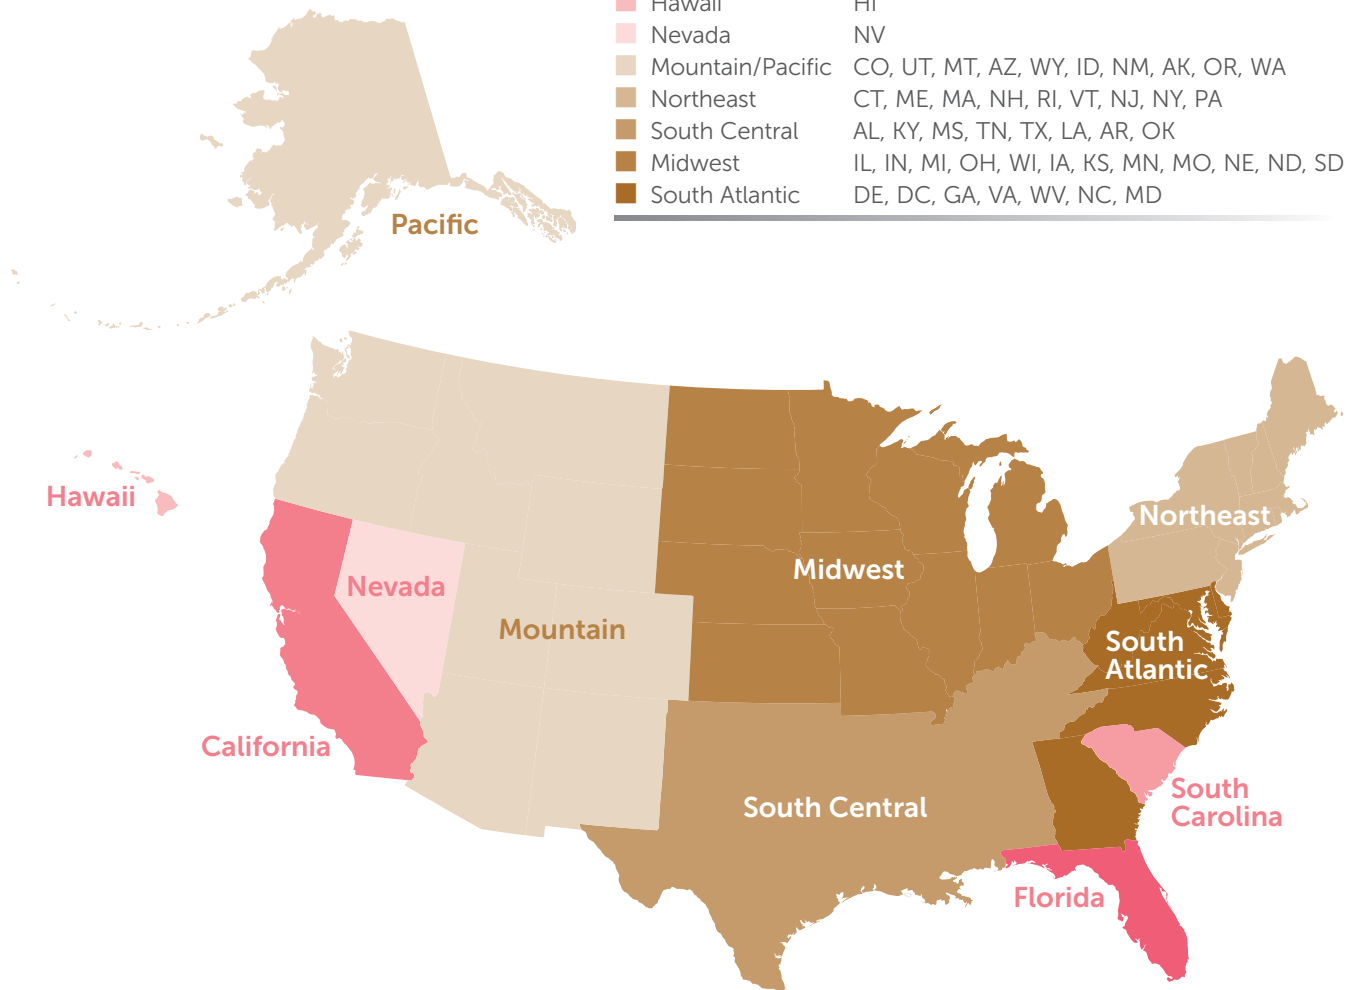 Hawaii HI
Nevada NV
Mountain/Pacific CO, UT, MT, AZ, WY, ID, NM, AK, OR, WA
Northeast CT, ME, MA, NH, RI, VT, NJ, NY, PA
South Central AL, KY, MS, TN, TX, LA, AR, OK
Midwest IL, IN, MI, OH, WI, IA, KS, MN, MO, NE, ND, SD
South Atlantic DE, DC, GA, VA, WV, NC, MD
Pacific
Hawaii
Northeast
Midwest
Nevada
Mountain
South
Atlantic
California
South Central
South
Carolina
Florida